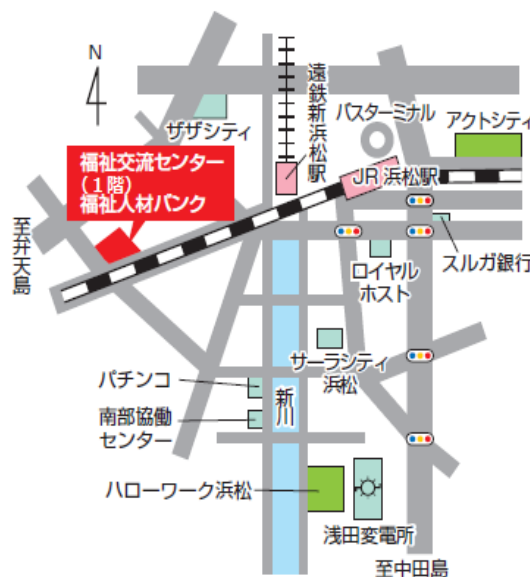 N
ザザシティ
遠鉄新浜松駅
バスターミナル
アクトシティ
福祉交流センター
(1階)
福祉人材バンク
JR浜松駅
至弁天島
ロイヤル
ホスト
スルガ銀行
サーラシティ
浜松
パチンコ
新川
南部協働
センター
ハローワーク浜松
浅田変電所
至中田島